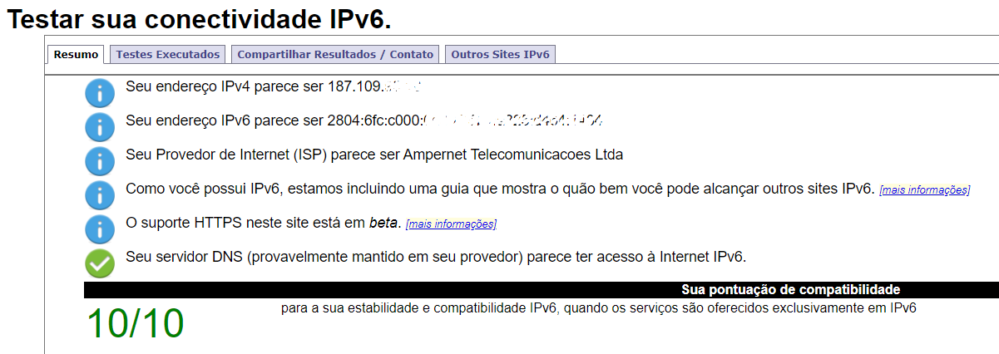 Testar sua conectividade IPv6.
Resumo Testes Executados Compartilhar Resultados / Contato Outros Sites IPv6
Seu endereço IPv4 parece ser 187.109.
Seu endereço IPv6 parece ser 2804:6fc:c000:
Seu Provedor de Internet (ISP) parece ser Ampernet Telecomunicacoes Ltda
Como você possui IPv6, estamos incluindo uma guia que mostra o quão bem você pode alcançar outros sites IPv6. [mais informações]
O suporte HTTPS neste site está em beta. [mais informações]
Seu servidor DNS (provavelmente mantido em seu provedor) parece ter acesso à Internet IPv6.
Sua pontuação de compatibilidade
10/10 para a sua estabilidade e compatibilidade IPv6, quando os serviços são oferecidos exclusivamente em IPv6